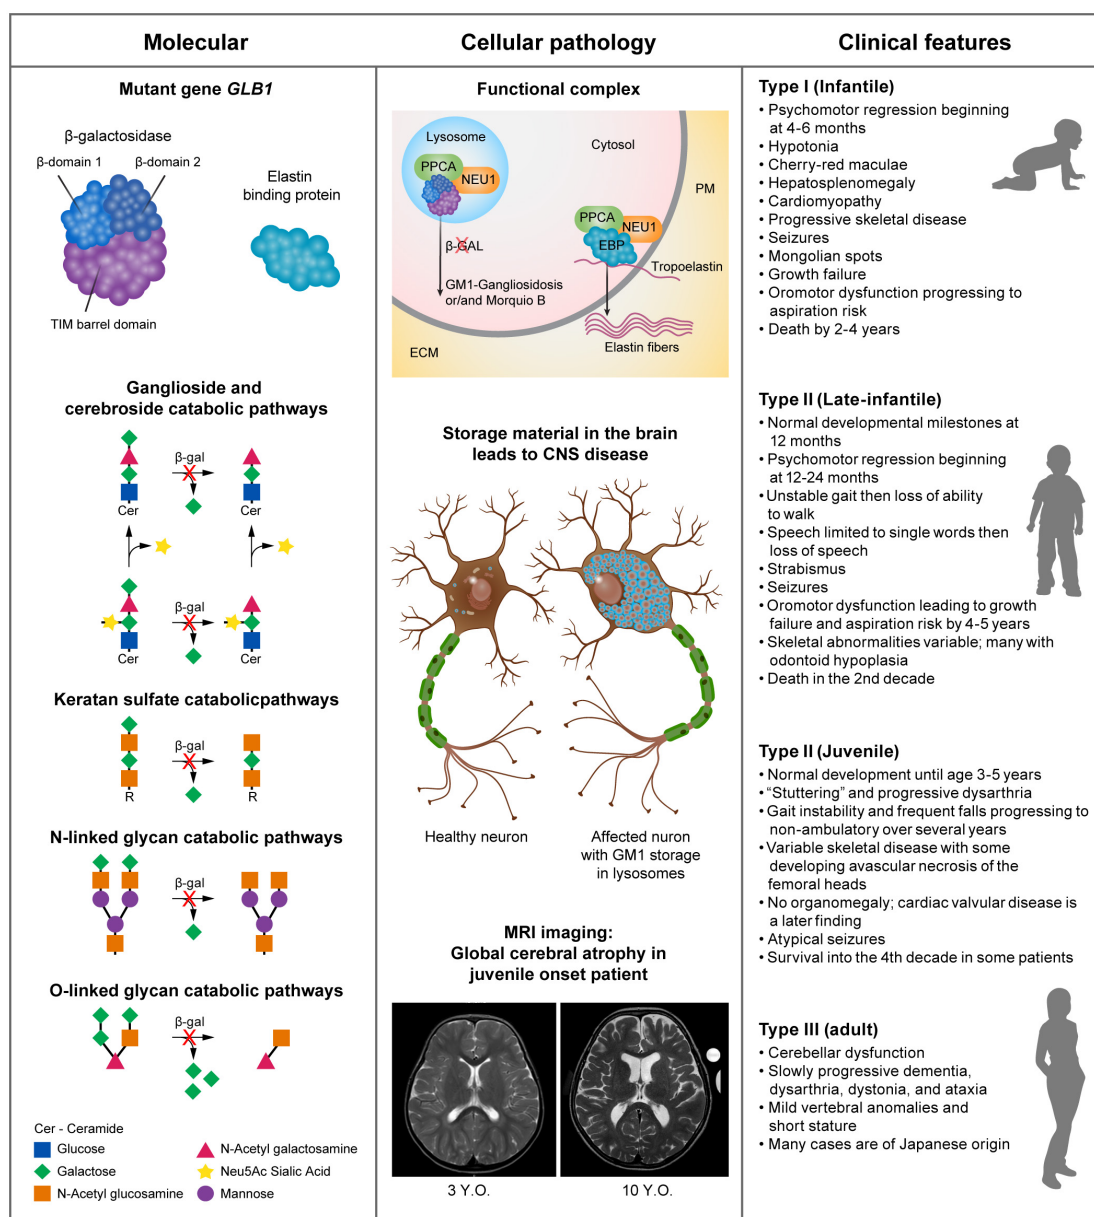 Molecular
Mutant gene GLB1
β-galactosidase
β-domain 1
β-domain 2
Elastin
binding protein
TIM barrel domain
Ganglioside and
cerebroside catabolic pathways
β-gal
Cer
Cer
β-gal
Cer
Cer
Keratan sulfate catabolicpathways
β-gal
R
R
N-linked glycan catabolic pathways
β-gal
O-linked glycan catabolic pathways
β-gal
Cer - Ceramide
Glucose
Galactose
N-Acetyl glucosamine
N-Acetyl galactosamine
Neu5Ac Sialic Acid
Mannose
Cellular pathology
Functional complex
Lysosome
PPCA
NEU1
Cytosol
PM
β-GAL
GM1-Gangliosidosis
or/and Morquio B
PPCA
NEU1
EBP
Tropoelastin
Elastin fibers
ECM
Storage material in the brain
leads to CNS disease
Healthy neuron
Affected nuron
with GM1 storage
in lysosomes
MRI imaging:
Global cerebral atrophy in
juvenile onset patient
3 Y.O.
10 Y.O.
Clinical features
Type I (Infantile)
• Psychomotor regression beginning
at 4-6 months
• Hypotonia
• Cherry-red maculae
• Hepatosplenomegaly
• Cardiomyopathy
• Progressive skeletal disease
• Seizures
• Mongolian spots
• Growth failure
• Oromotor dysfunction progressing to
aspiration risk
• Death by 2-4 years
Type II (Late-infantile)
• Normal developmental milestones at
12 months
• Psychomotor regression beginning
at 12-24 months
• Unstable gait then loss of ability
to walk
• Speech limited to single words then
loss of speech
• Strabismus
• Seizures
• Oromotor dysfunction leading to growth
failure and aspiration risk by 4-5 years
• Skeletal abnormalities variable; many with
odontoid hypoplasia
• Death in the 2nd decade
Type II (Juvenile)
• Normal development until age 3-5 years
• “Stuttering” and progressive dysarthria
• Gait instability and frequent falls progressing to
non-ambulatory over several years
• Variable skeletal disease with some
developing avascular necrosis of the
femoral heads
• No organomegaly; cardiac valvular disease is
a later finding
• Atypical seizures
• Survival into the 4th decade in some patients
Type III (adult)
• Cerebellar dysfunction
• Slowly progressive dementia,
dysarthria, dystonia, and ataxia
• Mild vertebral anomalies and
short stature
• Many cases are of Japanese origin